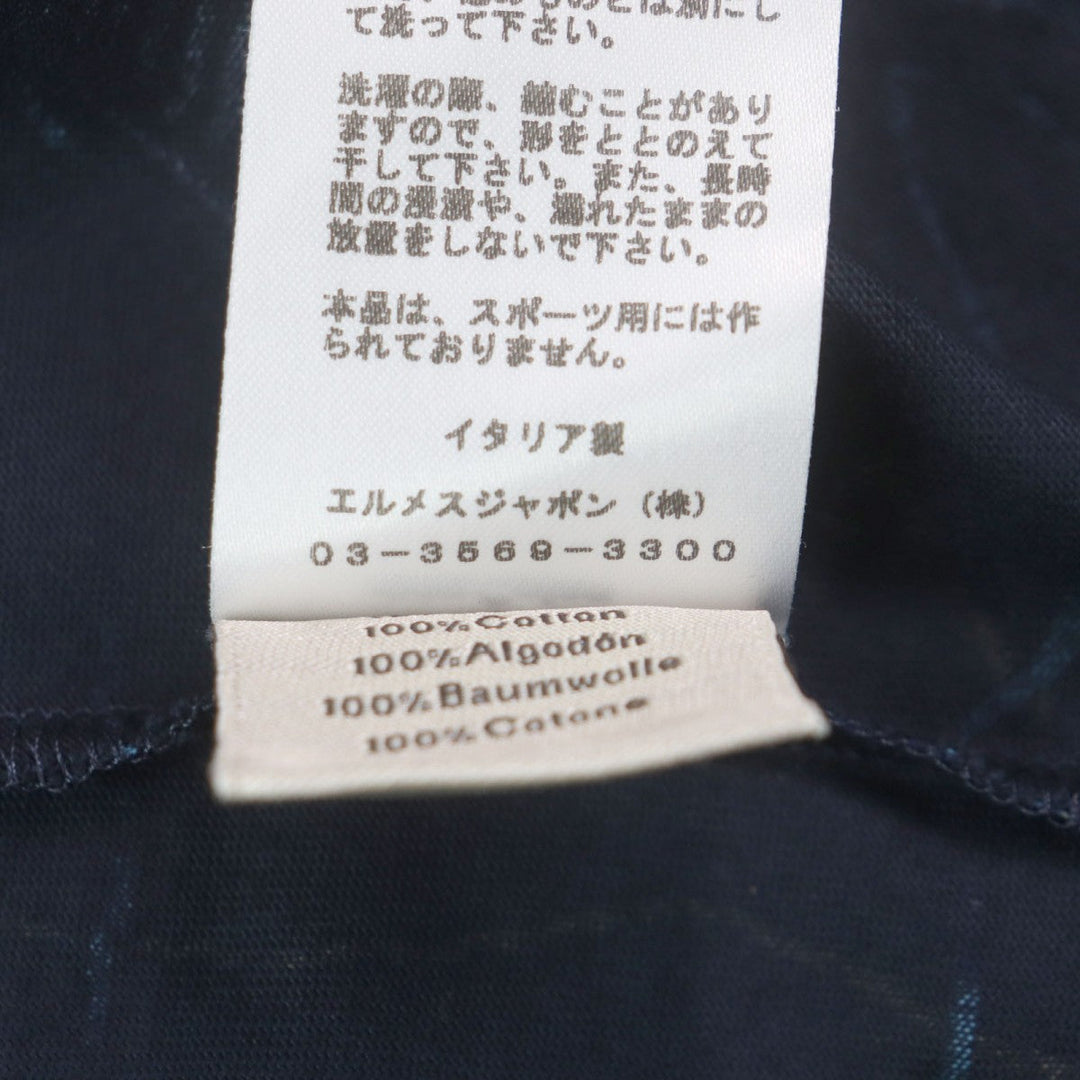 て洗って下さい。
洗濯の際、縮むことがあり
ますので、形をととのえて
干して下さい。また、長時
間の浸漬や、濡れたままの
放置をしないで下さい。
本品は、スポーツ用には作
られておりません。
イタリア製
エルメスジャポン（株）
03-3569-3300
100%Cotton
100%Algodón
100%Baumwolle
100%Cotone